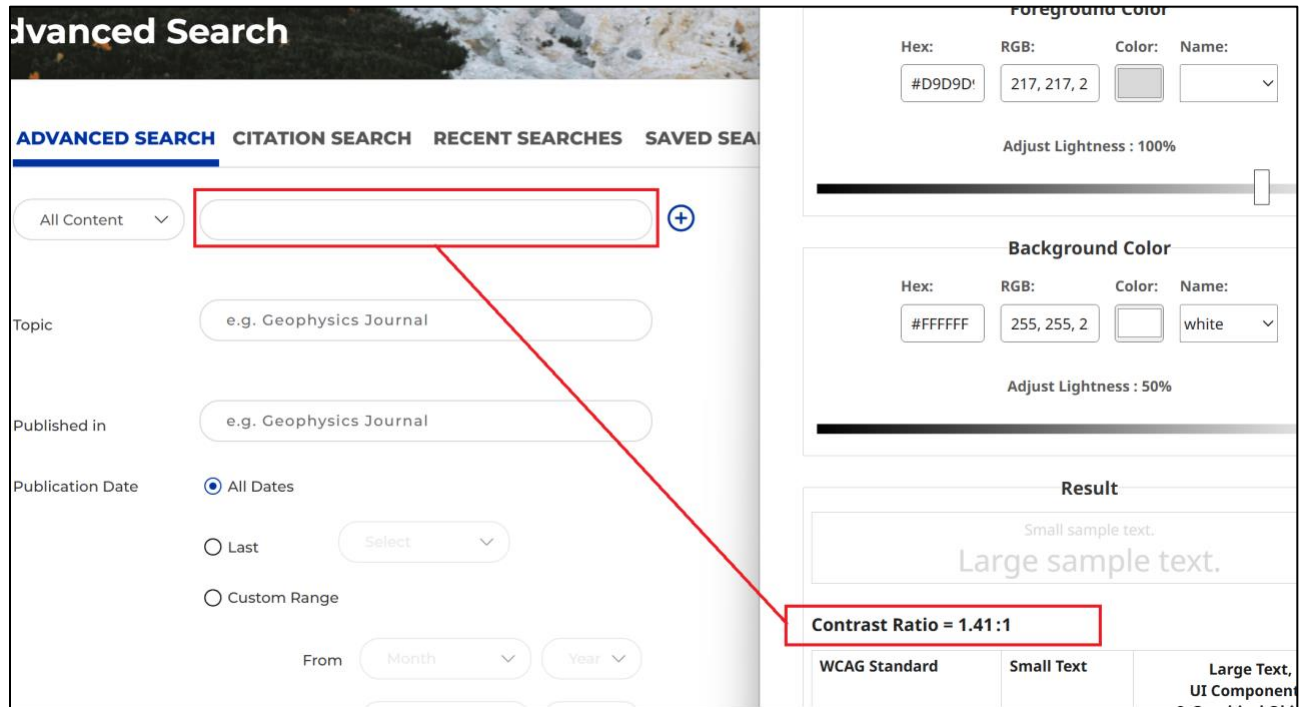 dvanced Search
ADVANCED SEARCH CITATION SEARCH RECENT SEARCHES SAVED SEA
All Content
Topic
e.g. Geophysics Journal
Published in
e.g. Geophysics Journal
Publication Date
All Dates
Last
Select
Custom Range
From
Month
Year
Foreground Color
Hex: RGB: Color: Name:
#D9D9D9 217, 217, 2
Adjust Lightness : 100%
Background Color
Hex: RGB: Color: Name:
#FFFFFF 255, 255, 2 white
Adjust Lightness : 50%
Result
Small sample text.
Large sample text.
Contrast Ratio = 1.41:1
WCAG Standard
Small Text
Large Text,
UI Component